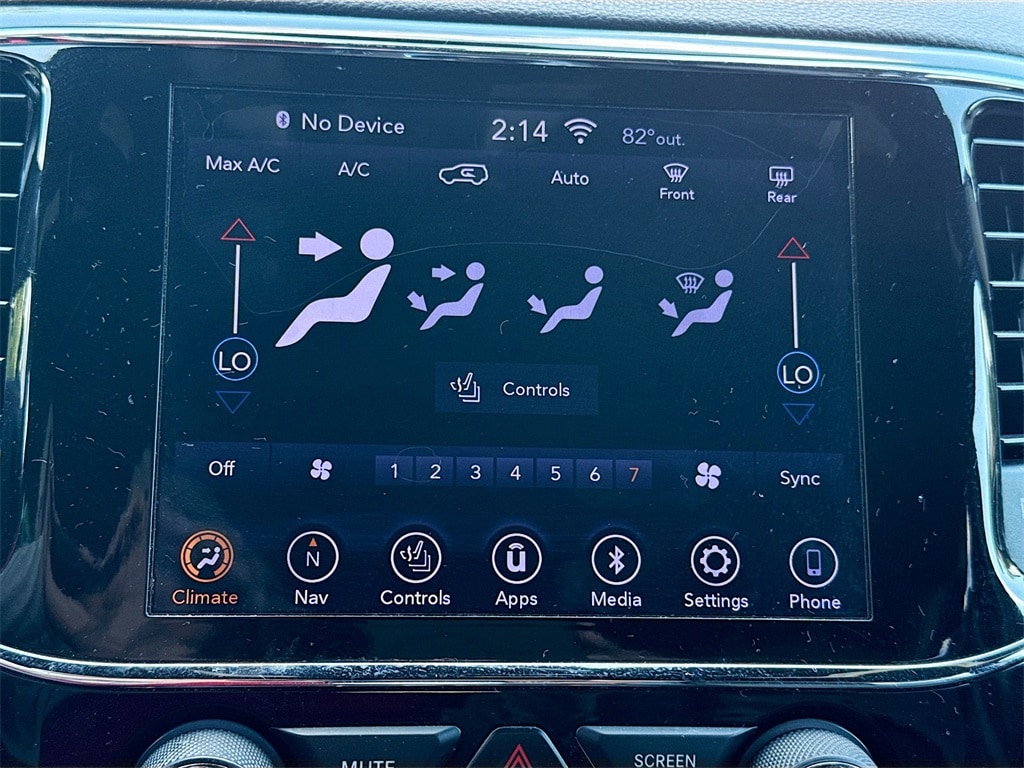 No Device 2:14 82° out.
Max A/C A/C Auto Front Rear
LO LO
Controls
Off 1 2 3 4 5 6 7 Sync
N u
Climate Nav Controls Apps Media Settings Phone
MUTE SCREEN